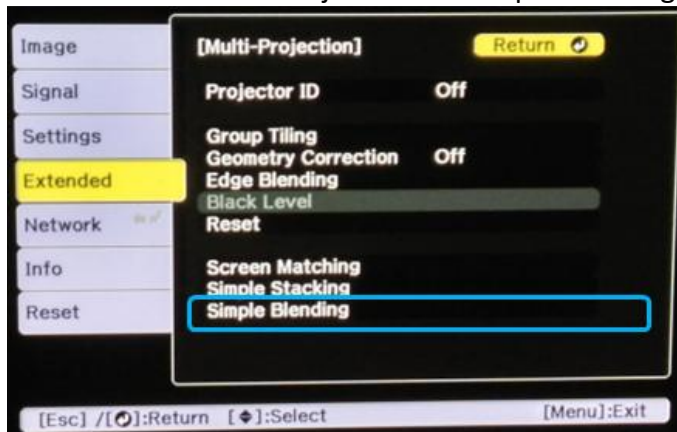 Image
Signal
Settings
Extended
Network
Info
Reset
[Multi-Projection]
Return
Projector ID Off
Group Tiling
Geometry Correction Off
Edge Blending
Black Level
Reset
Screen Matching
Simple Stacking
Simple Blending
[Esc] /[ ]:Return [ ]:Select [Menu]:Exit